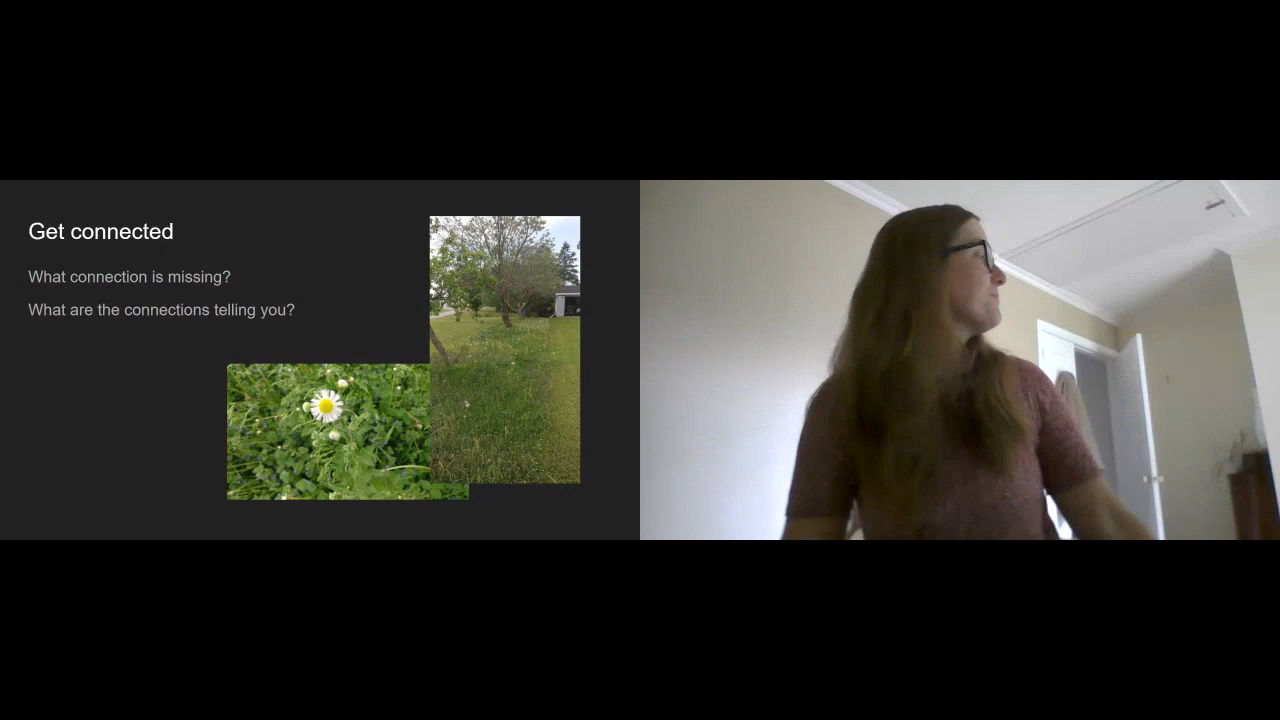 Get connected
What connection is missing?
What are the connections telling you?